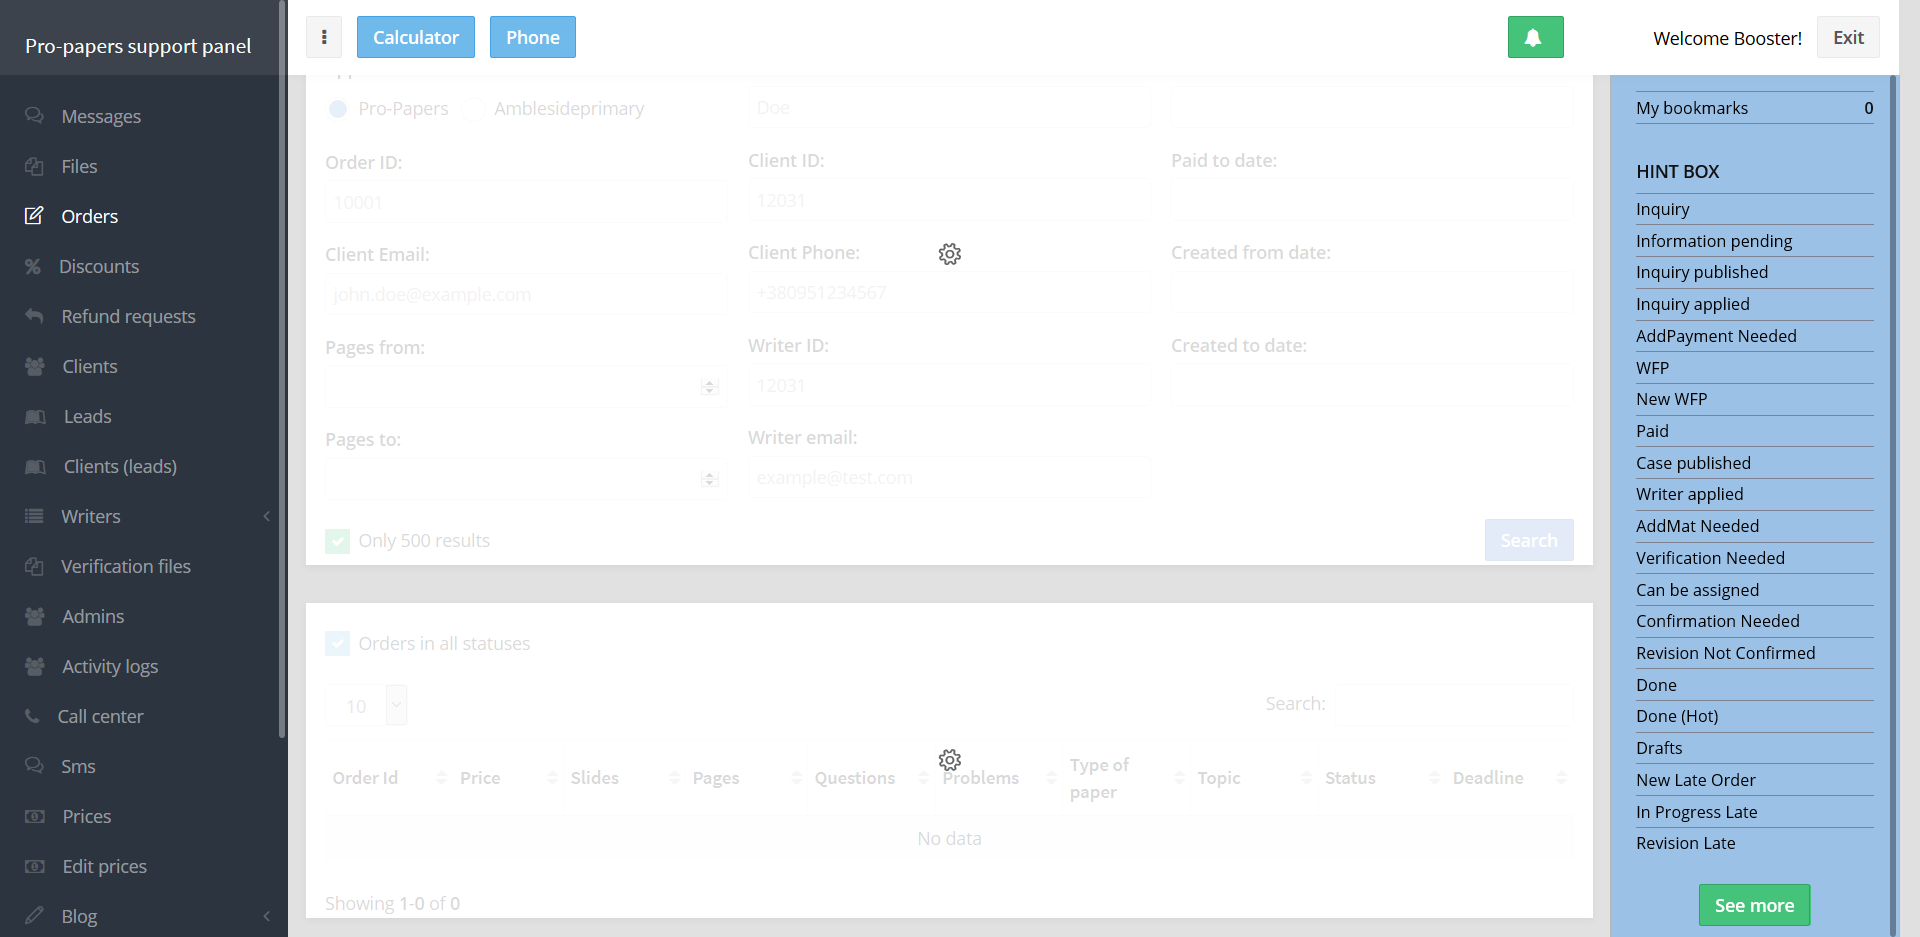 Pro-papers support panel
Calculator
Phone
Welcome Booster!
Exit
Messages
Files
Orders
Discounts
Refund requests
Clients
Leads
Clients (leads)
Writers
Verification files
Admins
Activity logs
Call center
Sms
Prices
Edit prices
Blog
Pro-Papers
Amblesideprimary
Doe
Order ID:
10001
Client ID:
12031
Paid to date:
Client Email:
john.doe@example.com
Client Phone:
+380951234567
Created from date:
Pages from:
Writer ID:
12031
Created to date:
Pages to:
Writer email:
example@test.com
Only 500 results
Search
Orders in all statuses
10
Search:
Order Id
Price
Slides
Pages
Questions
Problems
Type of
paper
Topic
Status
Deadline
No data
Showing 1-0 of 0
My bookmarks 0
HINT BOX
Inquiry
Information pending
Inquiry published
Inquiry applied
AddPayment Needed
WFP
New WFP
Paid
Case published
Writer applied
AddMat Needed
Verification Needed
Can be assigned
Confirmation Needed
Revision Not Confirmed
Done
Done (Hot)
Drafts
New Late Order
In Progress Late
Revision Late
See more